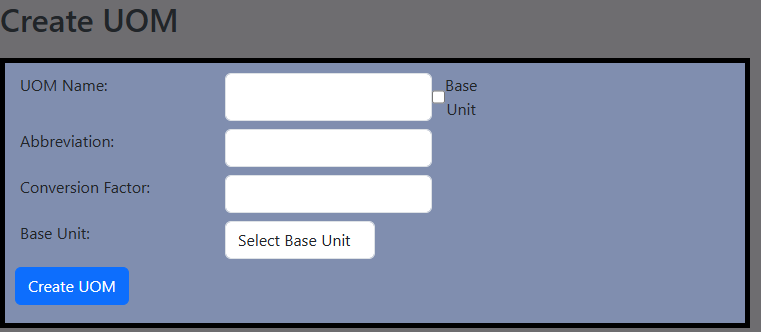 Create UOM
UOM Name:
Base
Unit
Abbreviation:
Conversion Factor:
Base Unit:
Select Base Unit
Create UOM